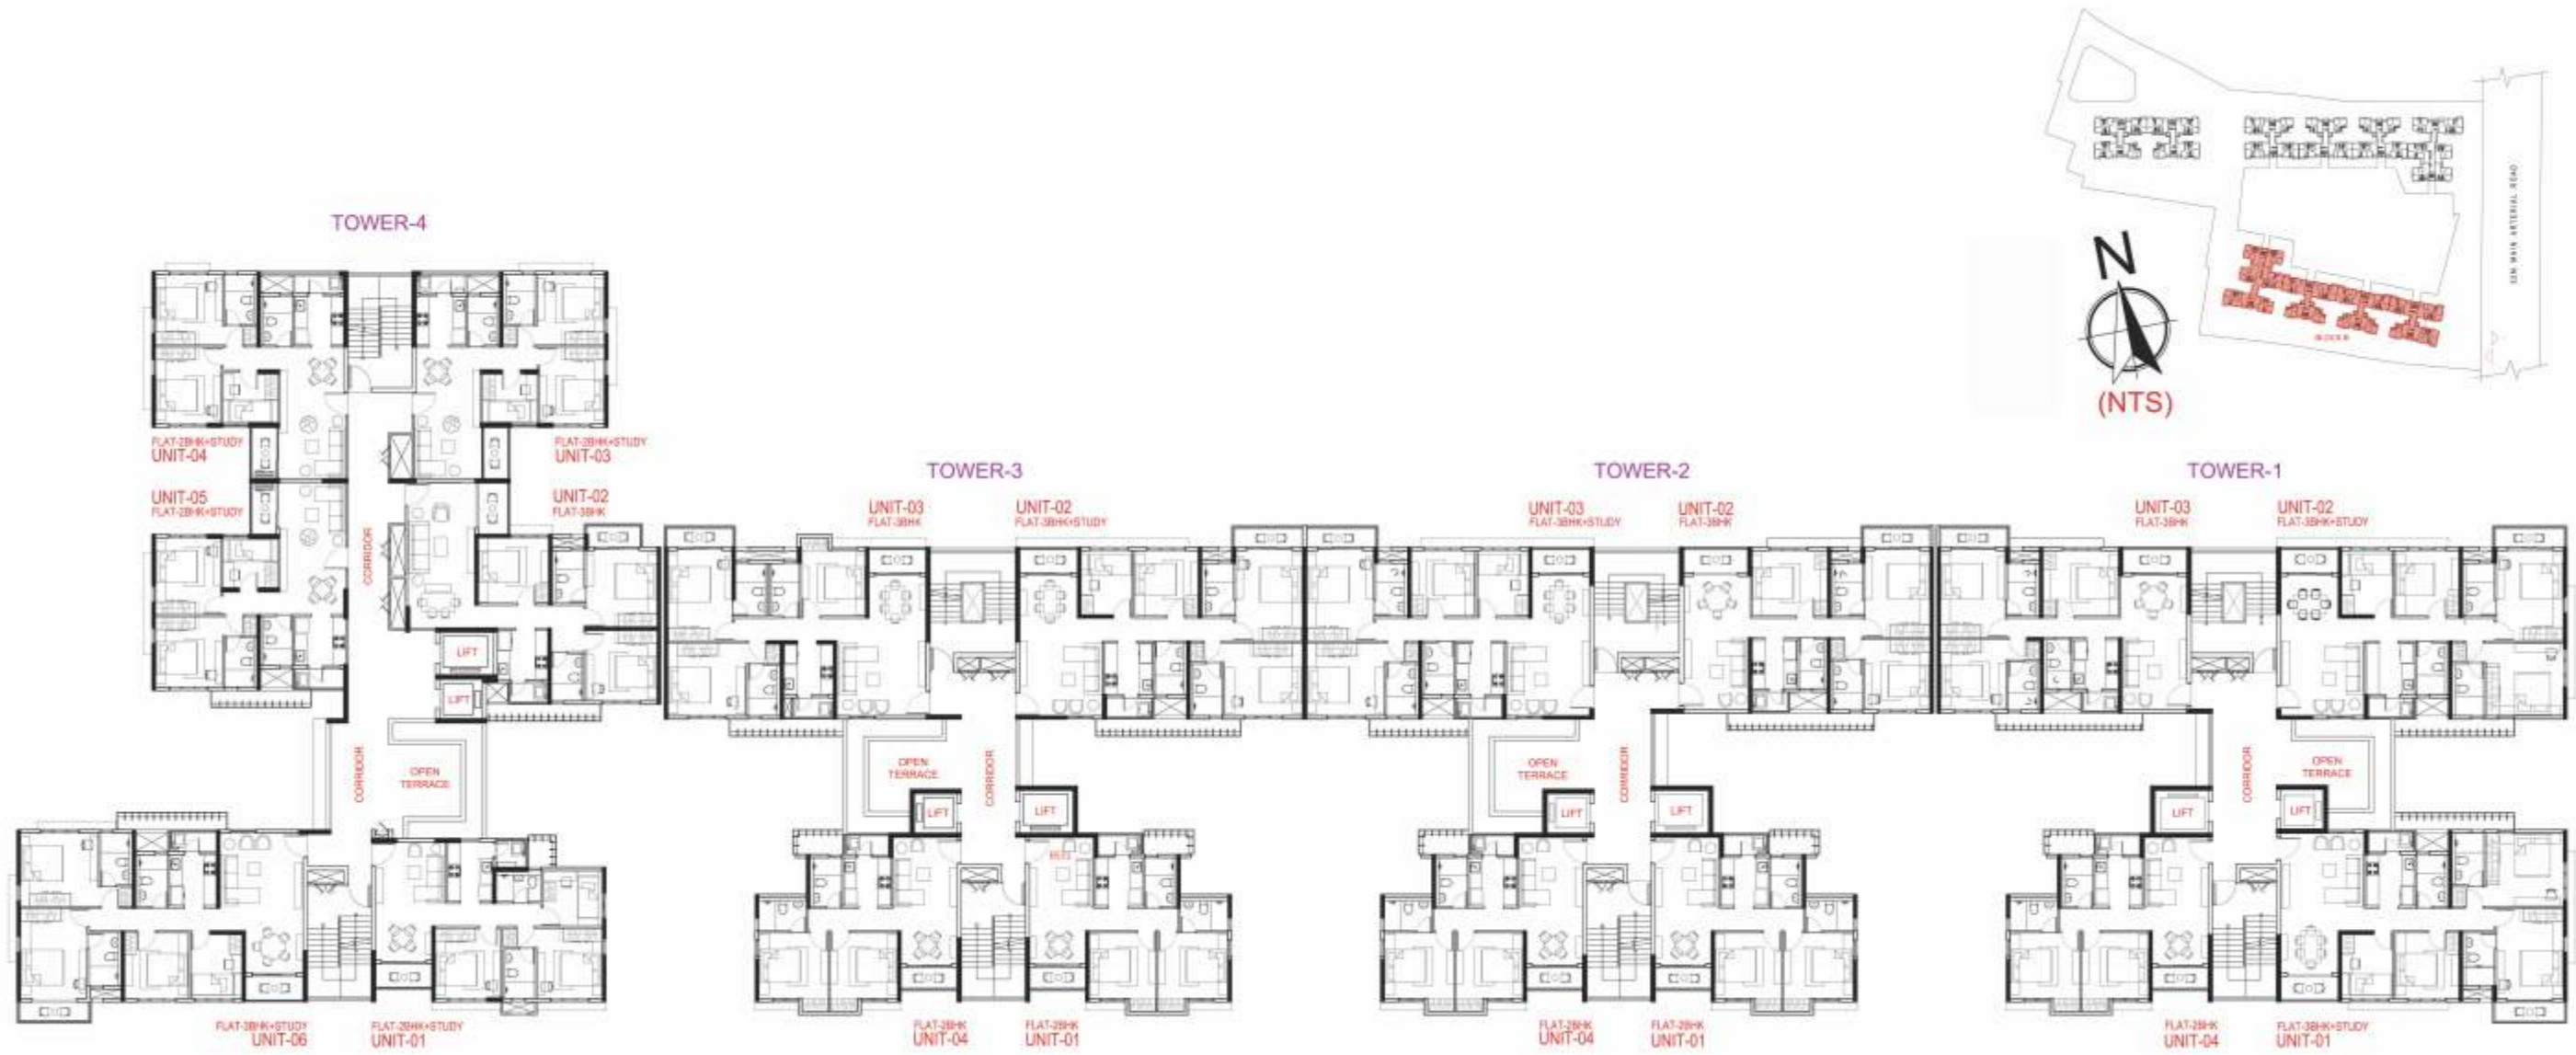 32M MAIN ARTERIAL ROAD
BLOCK-B
N
(NTS)
TOWER-4
FLAT-2BHK+STUDY
UNIT-04
FLAT-2BHK+STUDY
UNIT-03
UNIT-05
FLAT-2BHK+STUDY
UNIT-02
FLAT-3BHK
CORRIDOR
LIFT
LIFT
CORRIDOR
OPEN
TERRACE
FLAT-3BHK+STUDY
UNIT-06
FLAT-2BHK+STUDY
UNIT-01
TOWER-3
UNIT-03
FLAT-3BHK
UNIT-02
FLAT-3BHK+STUDY
OPEN
TERRACE
CORRIDOR
LIFT
LIFT
FLAT-2BHK
UNIT-04
FLAT-2BHK
UNIT-01
TOWER-2
UNIT-03
FLAT-3BHK+STUDY
UNIT-02
FLAT-3BHK
OPEN
TERRACE
CORRIDOR
LIFT
LIFT
FLAT-2BHK
UNIT-04
FLAT-2BHK
UNIT-01
TOWER-1
UNIT-03
FLAT-3BHK
UNIT-02
FLAT-3BHK+STUDY
CORRIDOR
OPEN
TERRACE
LIFT
LIFT
FLAT-2BHK
UNIT-04
FLAT-3BHK+STUDY
UNIT-01